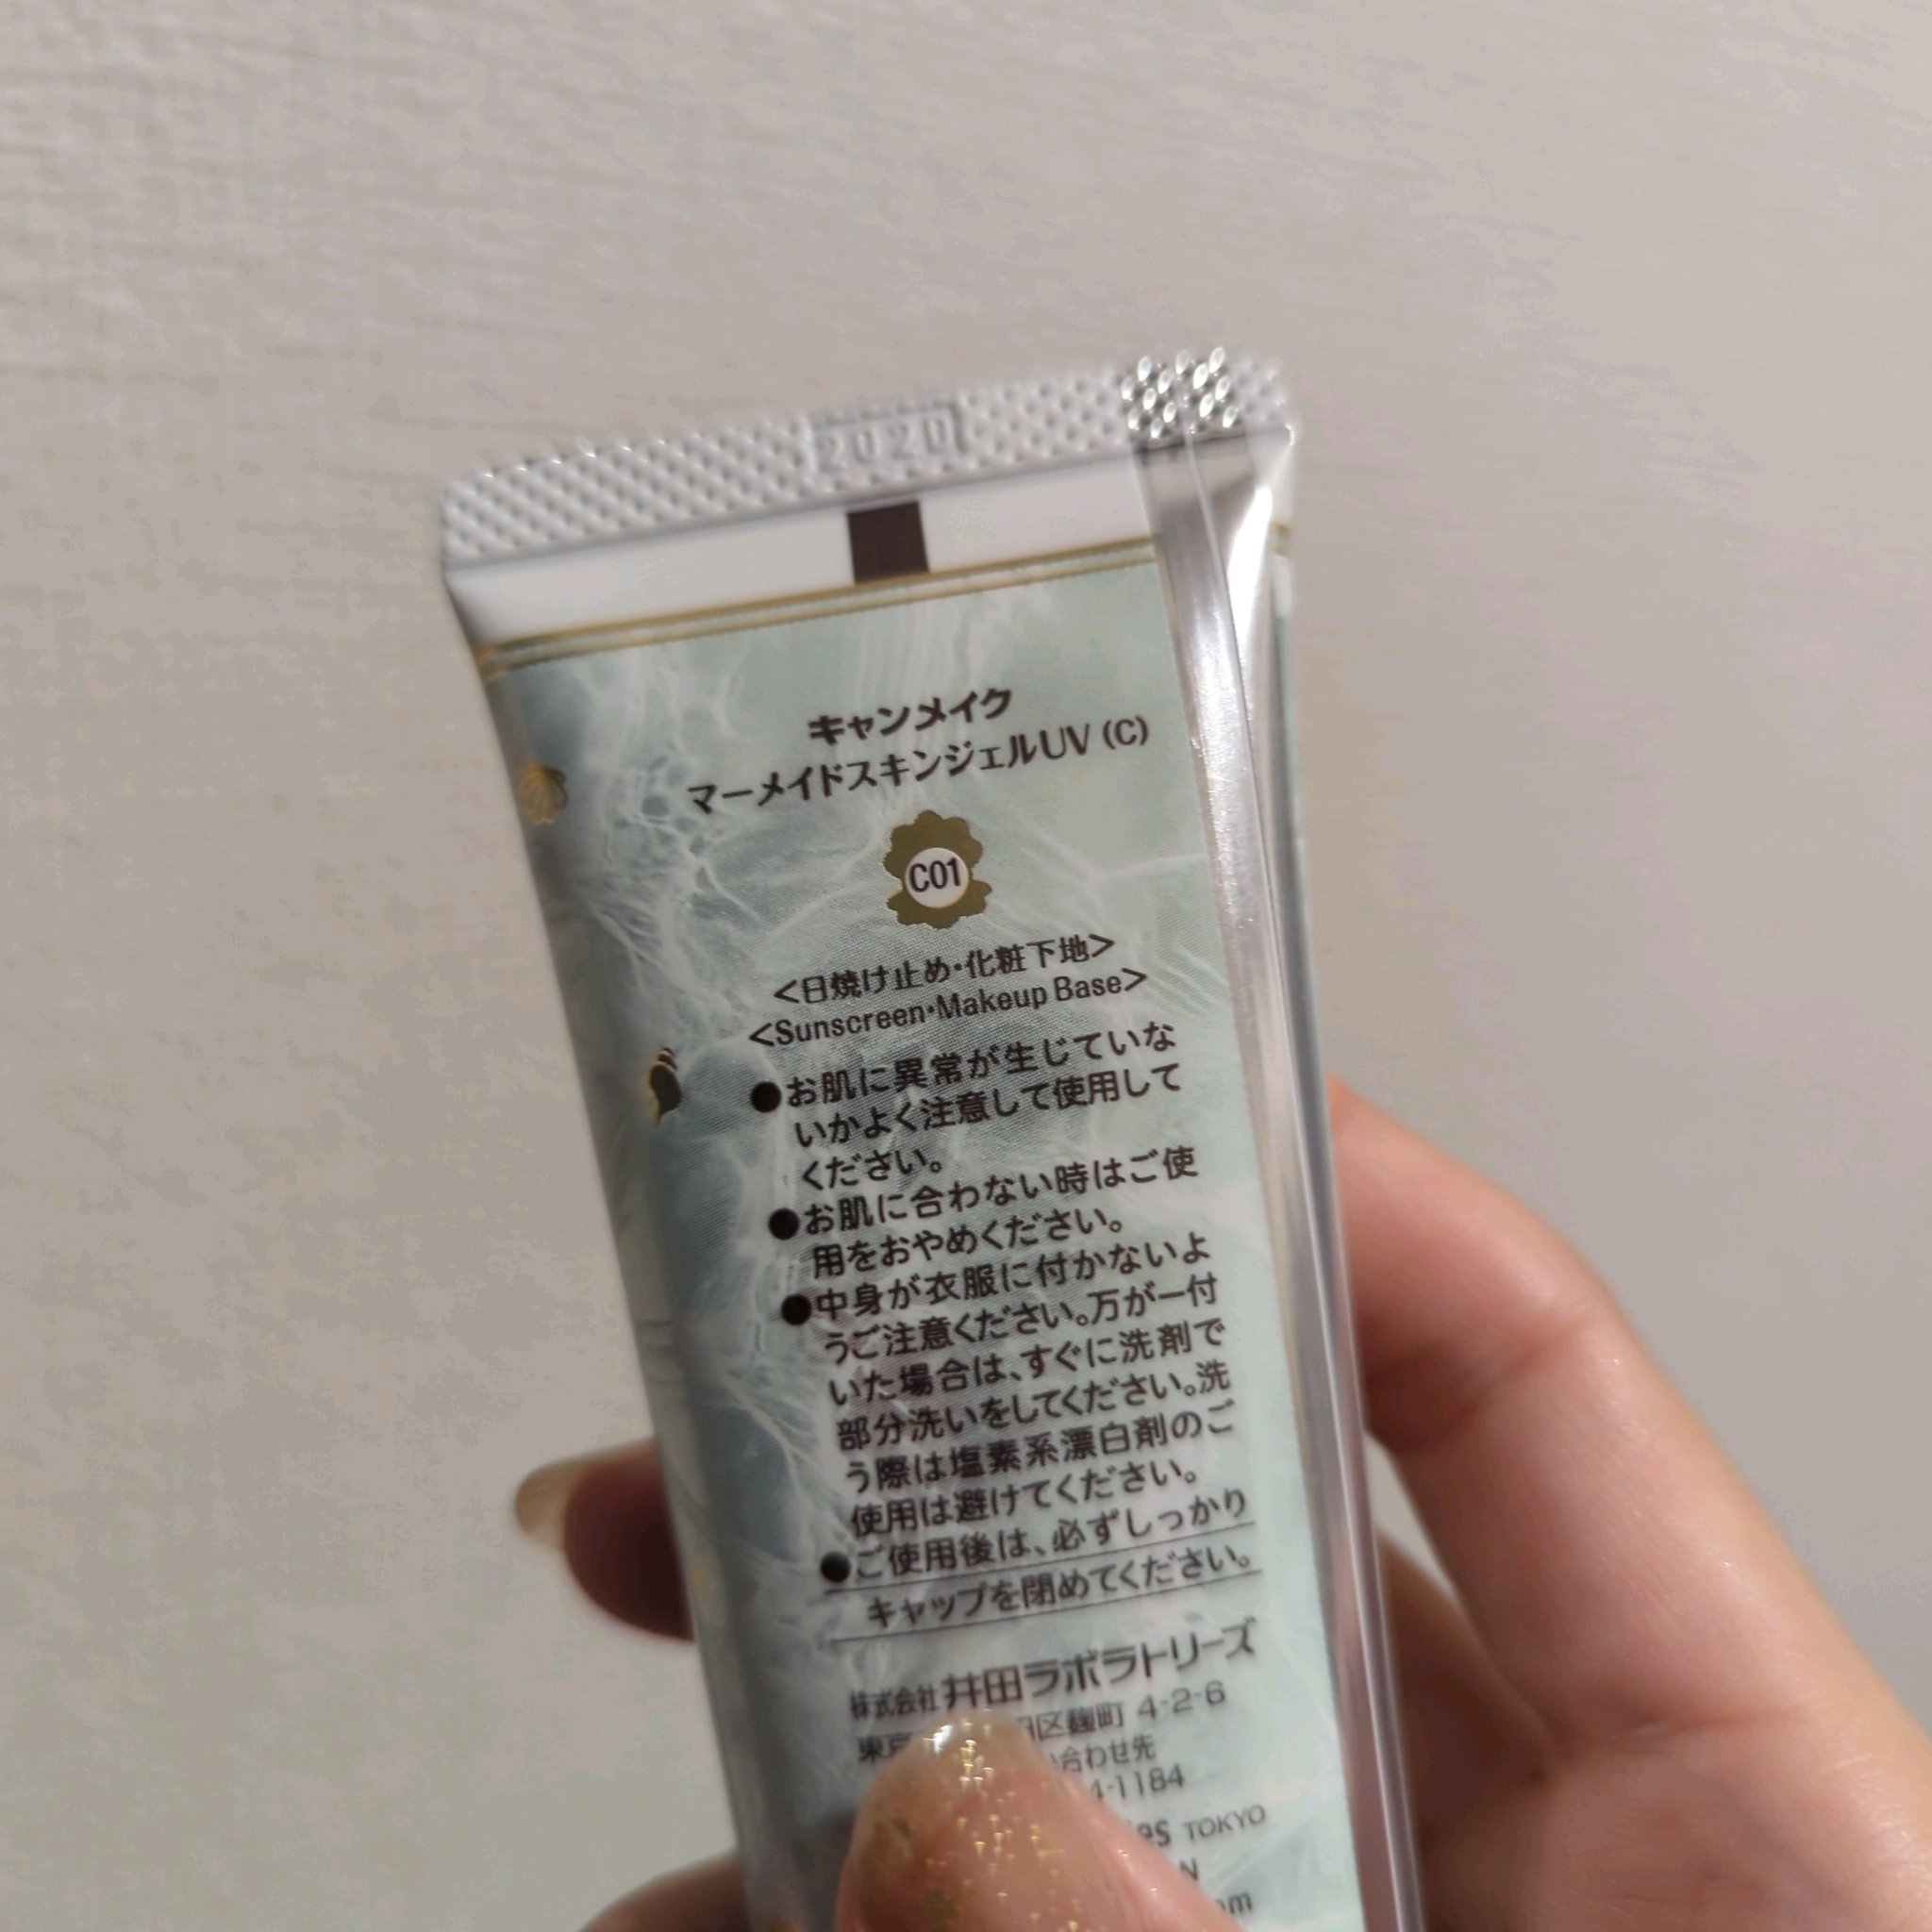 2020
キャンメイク
マーメイドスキンジェルUV (C)
C01
<日焼け止め・化粧下地>
<Sunscreen・Makeup Base>
●お肌に異常が生じていな
いかよく注意して使用して
ください。
●お肌に合わない時はご使
用をおやめください。
●中身が衣服に付かないよ
うご注意ください。万が一付
いた場合は、すぐに洗剤で
部分洗いをしてください。洗
う際は塩素系漂白剤のご
使用は避けてください。
●ご使用後は、必ずしっかり
キャップを閉めてください。
株式会社 井田ラボラトリーズ
東京 区麹町 4-2-6
合わせ先
4-1184
es TOKYO
N
om